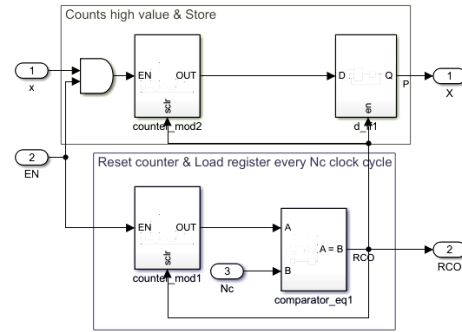 Counts high value & Store
1
x
EN
OUT
sclr
counter_mod2
D
Q
en
d_ff1
P
1
X
2
EN
Reset counter & Load register every Nc clock cycle
EN
OUT
sclr
counter_mod1
3
Nc
A
B
A = B
comparator_eq1
RCO
2
RCO